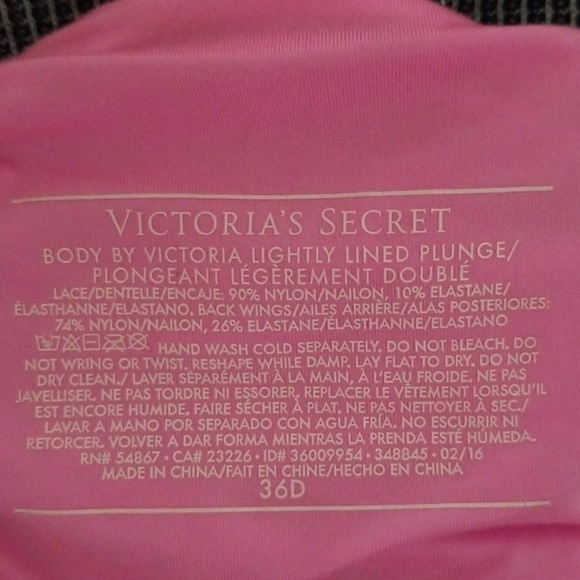 VICTORIA'S SECRET
BODY BY VICTORIA LIGHTLY LINED PLUNGE/
PLONGEANT LÉGÈREMENT DOUBLÉ
LACE/DENTELLE/ENCAJE: 90% NYLON/NAILON, 10% ELASTANE/
ÉLASTHANNE/ELASTANO. BACK WINGS/AILES ARRIÈRE/ALAS POSTERIORES:
74% NYLON/NAILON, 26% ELASTANE/ÉLASTHANNE/ELASTANO
HAND WASH COLD SEPARATELY. DO NOT BLEACH. DO
NOT WRING OR TWIST. RESHAPE WHILE DAMP. LAY FLAT TO DRY. DO NOT
DRY CLEAN./ LAVER SÉPARÉMENT À LA MAIN, À L'EAU FROIDE. NE PAS
JAVELLISER. NE PAS TORDRE NI ESSORER. REPLACER LE VÊTEMENT LORSQU'IL
EST ENCORE HUMIDE. FAIRE SÉCHER À PLAT. NE PAS NETTOYER À SEC./
LAVAR A MANO POR SEPARADO CON AGUA FRÍA. NO ESCURRIR NI
RETORCER. VOLVER A DAR FORMA MIENTRAS LA PRENDA ESTÉ HÚMEDA.
RN# 54867 • CA# 23226 • ID# 36009954 • 348845 • 02/16
MADE IN CHINA/FAIT EN CHINE/HECHO EN CHINA
36D